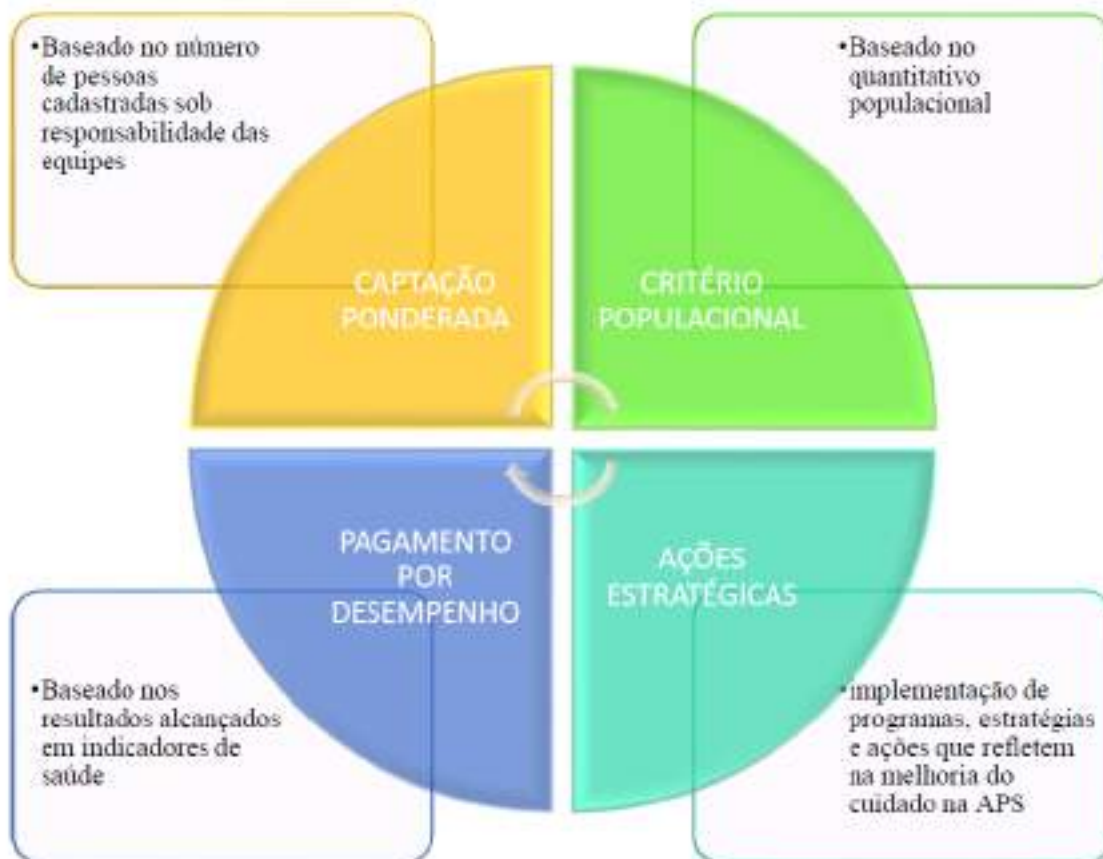 •Baseado no número
de pessoas
cadastradas sob
responsabilidade das
equipes
•Baseado no
quantitativo
populacional
CAPTAÇÃO
PONDERADA
CRITÉRIO
POPULACIONAL
PAGAMENTO
POR
DESEMPENHO
AÇÕES
ESTRATÉGICAS
•Baseado nos
resultados alcançados
em indicadores de
saúde
•implementação de
programas, estratégias
e ações que refletem
na melhoria do
cuidado na APS